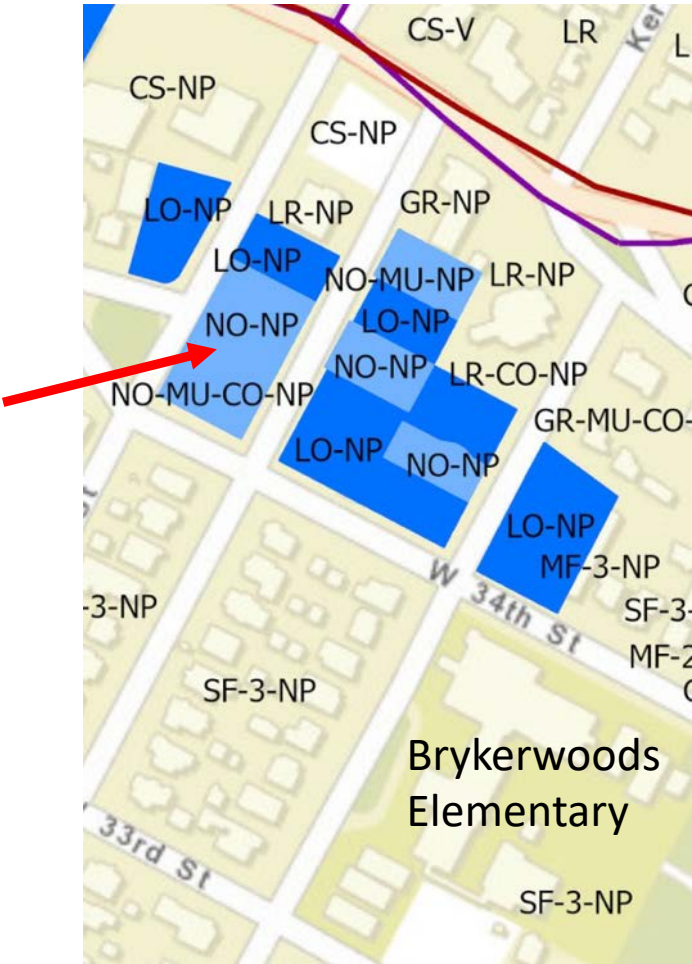 CS-V
LR
Ker
L
CS-NP
CS-NP
LO-NP
LR-NP
GR-NP
LO-NP
NO-MU-NP
LR-NP
NO-NP
LO-NP
NO-NP
LR-CO-NP
NO-MU-CO-NP
GR-MU-CO-
LO-NP
NO-NP
LO-NP
MF-3-NP
W 34th St
-3-NP
SF-3-
MF-2
SF-3-NP
Brykerwoods
Elementary
33rd St
SF-3-NP